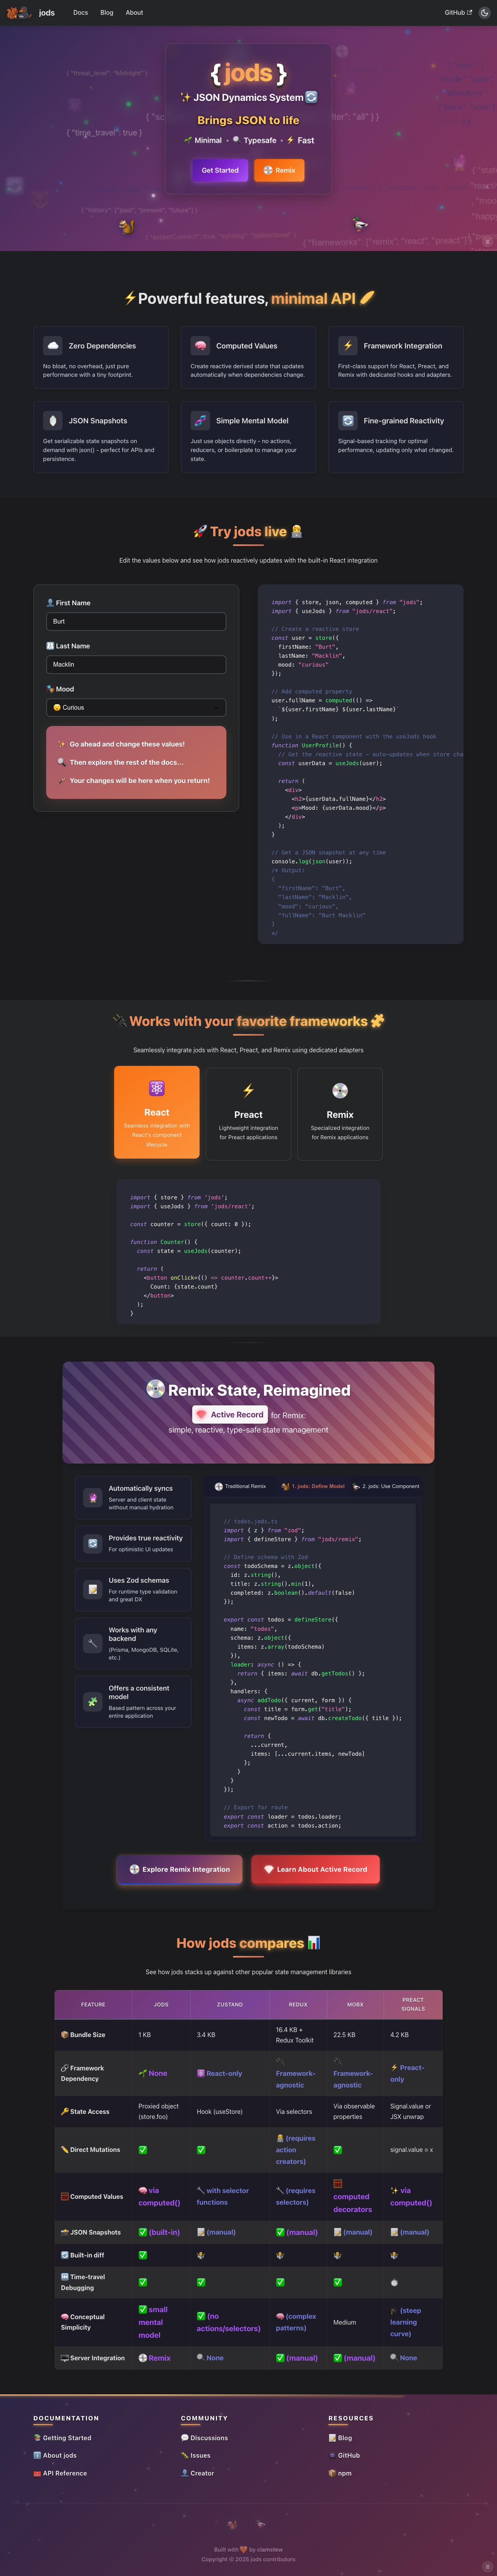 jods
Docs
Blog
About
GitHub
{ "threat_level": "Midnight" }
{ "time_travel": true }
{ jods }
✨ JSON Dynamics System 🔄
Brings JSON to life
🌱 Minimal • 🔍 Typesafe • ⚡ Fast
Get Started
💿 Remix
{ "history": ["past", "present", "future"] }
{ "frameworks": ["remix", "react", "preact"] }
⚡Powerful features, minimal API
Zero Dependencies
No bloat, no overhead, just pure
performance with a tiny footprint.
Computed Values
Create reactive derived state that updates
automatically when dependencies change.
Framework Integration
First-class support for React, Preact, and
Remix with dedicated hooks and adapters.
JSON Snapshots
Get serializable state snapshots on
demand with json() - perfect for APIs and
persistence.
Simple Mental Model
Just use objects directly - no actions,
reducers, or boilerplate to manage your
state.
Fine-grained Reactivity
Signal-based tracking for optimal
performance, updating only what changed.
🚀 Try jods live
Edit the values below and see how jods reactively updates with the built-in React integration
First Name
Burt
Last Name
Macklin
🎭 Mood
Curious
✨ Go ahead and change these values!
🔍 Then explore the rest of the docs...
Your changes will be here when you return!
import { store, json, computed } from "jods";
import { useJods } from "jods/react";
// Create a reactive store
const user = store({
firstName: "Burt",
lastName: "Macklin",
mood: "curious"
});
// Add computed property
user.fullName = computed(() =>
`${user.firstName} ${user.lastName}`
);
// Use in a React component with the useJods hook
function UserProfile() {
// Get the reactive state – auto-updates when store cha
const userData = useJods(user);
return (
<div>
<h2>{userData.fullName}</h2>
<p>Mood: {userData.mood}</p>
</div>
);
}
// Get a JSON snapshot at any time
console.log(json(user));
/* Output:
{
"firstName": "Burt",
"lastName": "Macklin",
"mood": "curious",
"fullName": "Burt Macklin"
}
*/
Works with your favorite frameworks
Seamlessly integrate jods with React, Preact, and Remix using dedicated adapters
React
Seamless integration with
React's component
lifecycle
Preact
Lightweight integration
for Preact applications
Remix
Specialized integration
for Remix applications
import { store } from 'jods';
import { useJods } from 'jods/react';
const counter = store({ count: 0 });
function Counter() {
const state = useJods(counter);
return (
<button onClick={() => counter.count++}>
Count: {state.count}
</button>
);
}
💿 Remix State, Reimagined
Active Record for Remix:
simple, reactive, type-safe state management
Automatically syncs
Server and client state
without manual hydration
Provides true reactivity
For optimistic UI updates
Uses Zod schemas
For runtime type validation
and great DX
Works with any
backend
(Prisma, MongoDB, SQLite,
etc.)
Offers a consistent
model
Based pattern across your
entire application
💿 Traditional Remix
🐿️ 1. jods: Define Model
🦆 2. jods: Use Component
// todos.jods.ts
import { z } from "zod";
import { defineStore } from "jods/remix";
// Define schema with Zod
const todoSchema = z.object({
id: z.string(),
title: z.string().min(1),
completed: z.boolean().default(false)
});
export const todos = defineStore({
name: "todos",
schema: z.object({
items: z.array(todoSchema)
}),
loader: async () => {
return { items: await db.getTodos() };
},
handlers: {
async addTodo({ current, form }) {
const title = form.get("title");
const newTodo = await db.createTodo({ title });
return {
...current,
items: [...current.items, newTodo]
};
}
}
});
// Export for route
export const loader = todos.loader;
export const action = todos.action;
💿 Explore Remix Integration
💎 Learn About Active Record
How jods compares 📊
See how jods stacks up against other popular state management libraries
FEATURE JODS ZUSTAND REDUX MOBX PREACT SIGNALS
📦 Bundle Size 1 KB 3.4 KB 16.4 KB + Redux Toolkit 22.5 KB 4.2 KB
🔗 Framework Dependency 🌱 None ⚛️ React-only Framework-agnostic Framework-agnostic ⚡ Preact-only
🔑 State Access Proxied object (store.foo) Hook (useStore) Via selectors Via observable properties Signal.value or JSX unwrap
✏️ Direct Mutations ✅ ✅ (requires action creators) ✅ signal.value = x
🧮 Computed Values 🧠 via computed() 🔧 with selector functions 🔧 (requires selectors) computed decorators ✨ via computed()
📸 JSON Snapshots ✅ (built-in) 📝 (manual) ✅ (manual) 📝 (manual) 📝 (manual)
🔄 Built-in diff ✅
Time-travel Debugging ✅ ✅ ✅ ✅
🧠 Conceptual Simplicity ✅ small mental model ✅ (no actions/selectors) 🧠 (complex patterns) Medium (steep learning curve)
🖥️ Server Integration 💿 Remix 🔍 None ✅ (manual) ✅ (manual) 🔍 None
DOCUMENTATION
Getting Started
About jods
API Reference
COMMUNITY
💬 Discussions
Issues
👤 Creator
RESOURCES
📝 Blog
GitHub
📦 npm
Built with 🤎 by clamstew
Copyright © 2025 jods contributors